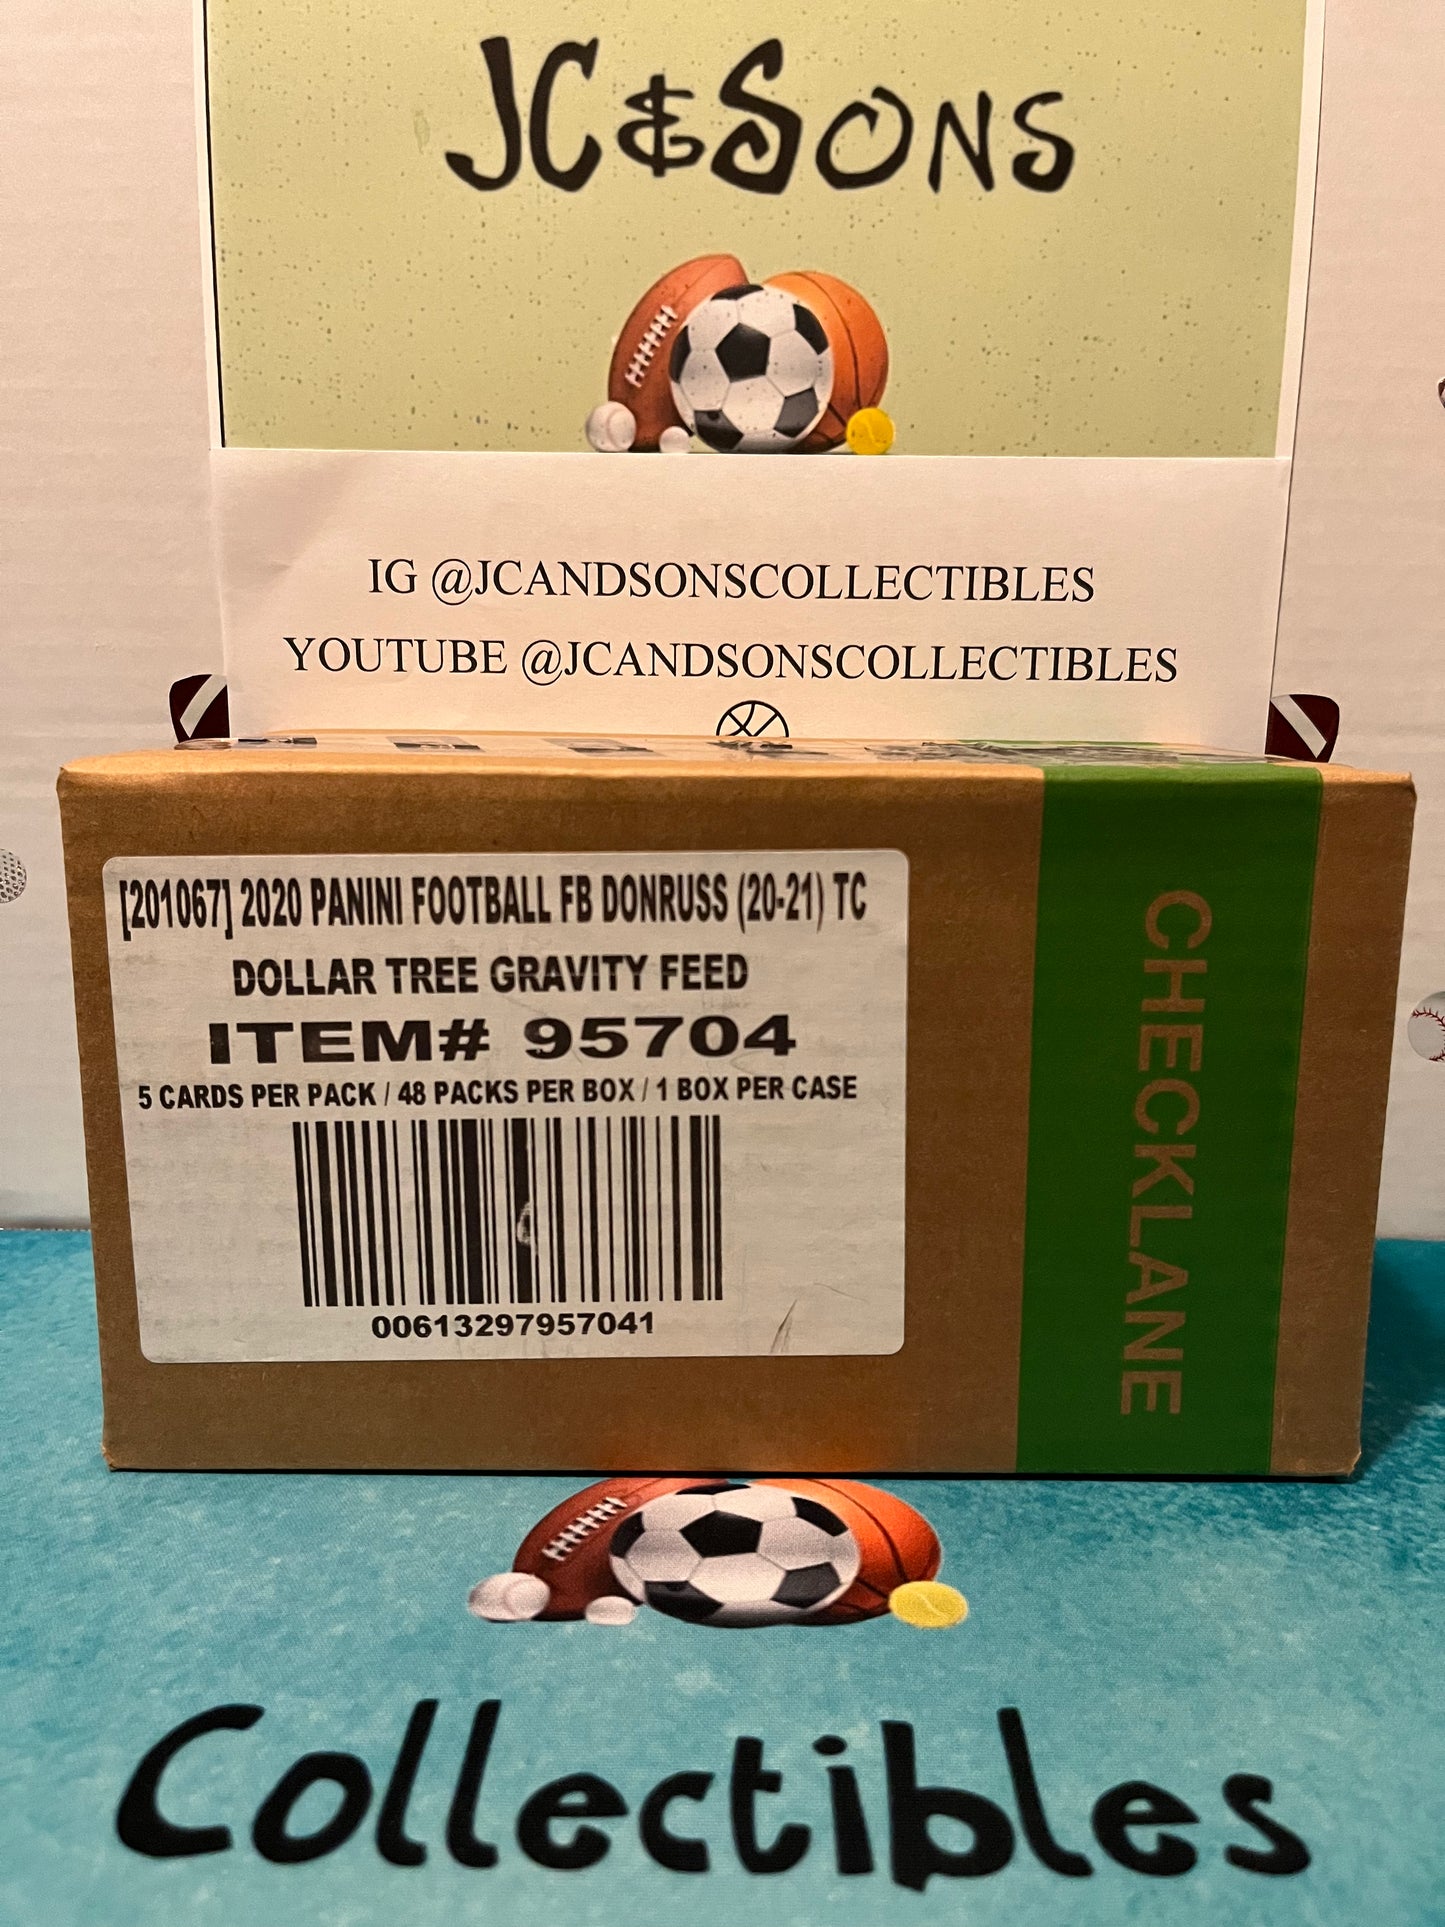 JC&SONS
IG @JCANDSONSCOLLECTIBLES
YOUTUBE @JCANDSONSCOLLECTIBLES
[201067] 2020 PANINI FOOTBALL FB DONRUSS (20-21) TC
DOLLAR TREE GRAVITY FEED
ITEM# 95704
5 CARDS PER PACK / 48 PACKS PER BOX / 1 BOX PER CASE
00613297957041
CHECKLANE
Collectibles